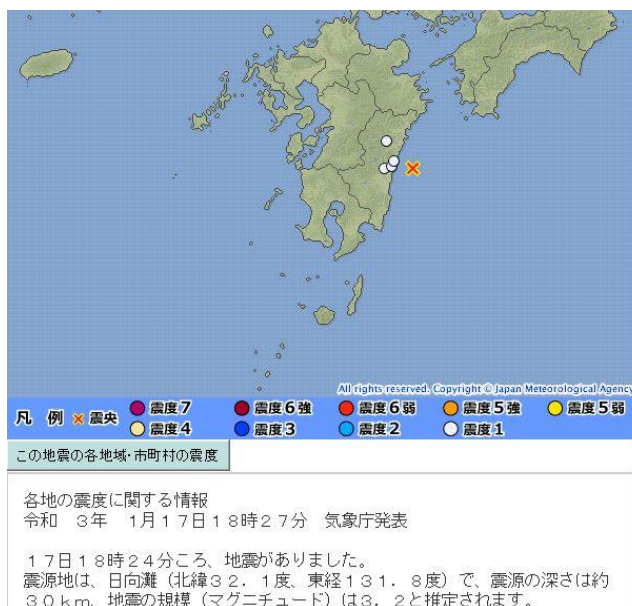 All rights reserved. Copyright © Japan Meteorological Agency
凡 例 × 震央 震度7 震度6強 震度6弱 震度5強 震度5弱
震度4 震度3 震度2 震度1
この地震の各地域・市町村の震度
各地の震度に関する情報
令和 3年 1月17日18時27分 気象庁発表
17日18時24分ころ、地震がありました。
震源地は、日向灘（北緯32．1度、東経131．8度）で、震源の深さは約
30km、地震の規模（マグニチュード）は3．2と推定されます。